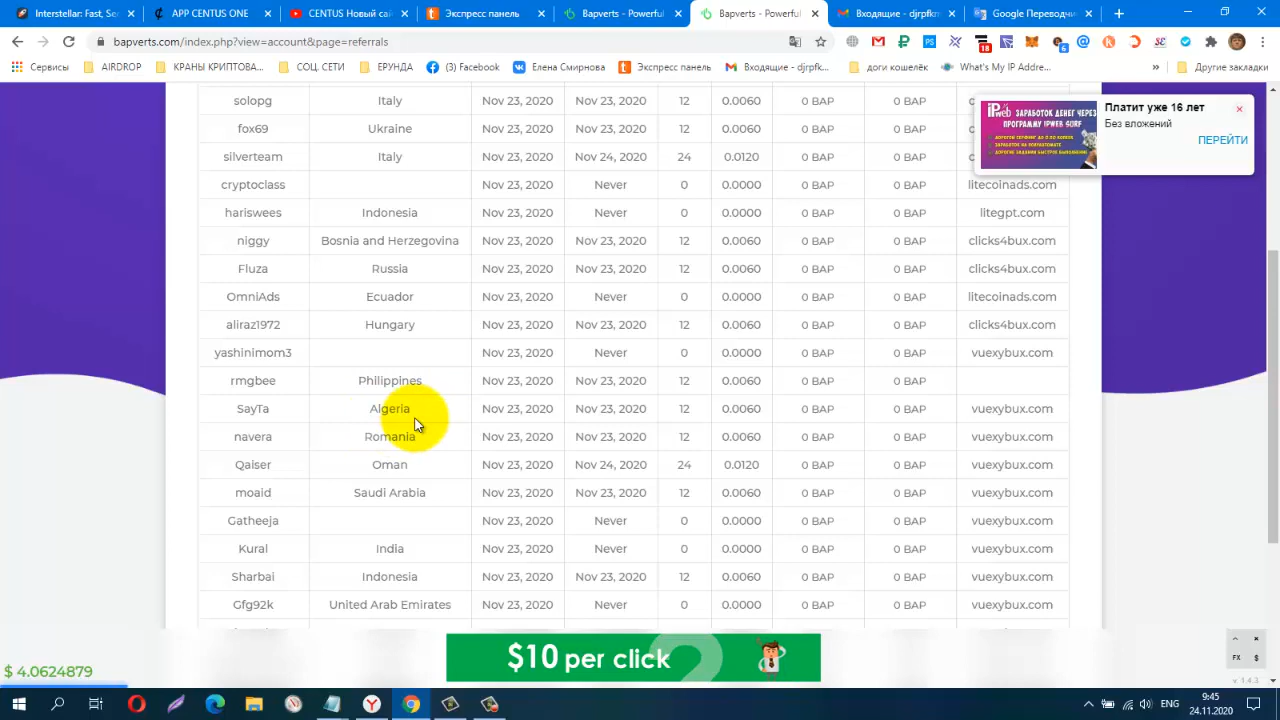 Interstellar: Fast, Se
APP CENTUS ONE
CENTUS Новый сай
Экспресс панель
Bapverts - Powerful
Bapverts - Powerful
Входящие - djrpfkm
Google Переводчи
bapverts.com/index.php?view=account&page=referrals
18
6
Сервисы
AIRDROP
КРАНЫ КРИПТОВА...
СОЦ. СЕТИ
ЕРУНДА
(3) Facebook
Елена Смирнова
Экспресс панель
Входящие - djrpfk...
доги кошелёк
What's My IP Addre...
»
Другие закладки
solopg Italy Nov 23, 2020 Nov 23, 2020 12 0.0060 0 BAP 0 BAP
fox69 Ukraine Nov 23, 2020 Nov 23, 2020 12 0.0060 0 BAP 0 BAP
silverteam Italy Nov 23, 2020 Nov 24, 2020 24 0.0120 0 BAP 0 BAP
cryptoclass Nov 23, 2020 Never 0 0.0000 0 BAP 0 BAP litecoinads.com
hariswees Indonesia Nov 23, 2020 Never 0 0.0000 0 BAP 0 BAP litegpt.com
niggy Bosnia and Herzegovina Nov 23, 2020 Nov 23, 2020 12 0.0060 0 BAP 0 BAP clicks4bux.com
Fluza Russia Nov 23, 2020 Nov 23, 2020 12 0.0060 0 BAP 0 BAP clicks4bux.com
OmniAds Ecuador Nov 23, 2020 Never 0 0.0000 0 BAP 0 BAP litecoinads.com
aliraz1972 Hungary Nov 23, 2020 Nov 23, 2020 12 0.0060 0 BAP 0 BAP clicks4bux.com
yashinimom3 Nov 23, 2020 Never 0 0.0000 0 BAP 0 BAP vuexybux.com
rmgbee Philippines Nov 23, 2020 Nov 23, 2020 12 0.0060 0 BAP 0 BAP
SayTa Algeria Nov 23, 2020 Nov 23, 2020 12 0.0060 0 BAP 0 BAP vuexybux.com
navera Romania Nov 23, 2020 Nov 23, 2020 12 0.0060 0 BAP 0 BAP vuexybux.com
Qaiser Oman Nov 23, 2020 Nov 24, 2020 24 0.0120 0 BAP 0 BAP vuexybux.com
moaid Saudi Arabia Nov 23, 2020 Nov 23, 2020 12 0.0060 0 BAP 0 BAP vuexybux.com
Gatheeja Nov 23, 2020 Never 0 0.0000 0 BAP 0 BAP vuexybux.com
Kural India Nov 23, 2020 Never 0 0.0000 0 BAP 0 BAP vuexybux.com
Sharbai Indonesia Nov 23, 2020 Nov 23, 2020 12 0.0060 0 BAP 0 BAP vuexybux.com
Gfg92k United Arab Emirates Nov 23, 2020 Never 0 0.0000 0 BAP 0 BAP vuexybux.com
IPweb ЗАРАБОТОК ДЕНЕГ ЧЕРЕЗ
ПРОГРАММУ IPWEB SURF
Платит уже 16 лет
Без вложений
ПЕРЕЙТИ
$10 per click
$ 4.0624879
FX $
v. 1.4.3
ENG
9:45
24.11.2020